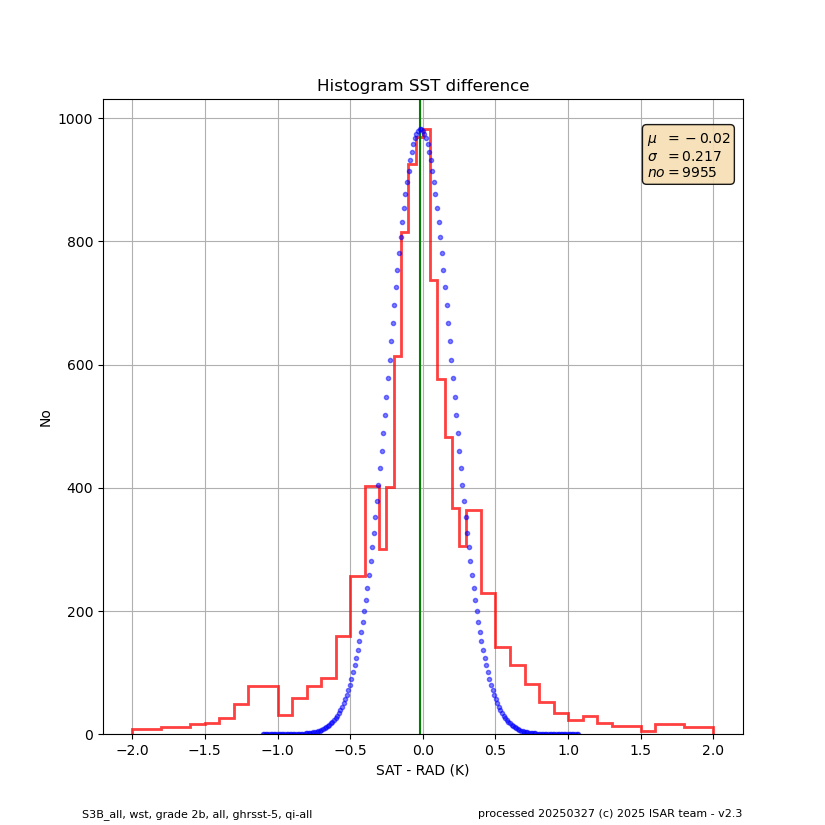 Histogram SST difference
1000
800
600
400
200
0
No
μ = −0.02
σ = 0.217
no = 9955
−2.0 −1.5 −1.0 −0.5 0.0 0.5 1.0 1.5 2.0
SAT - RAD (K)
S3B_all, wst, grade 2b, all, ghrsst-5, qi-all
processed 20250327 (c) 2025 ISAR team - v2.3